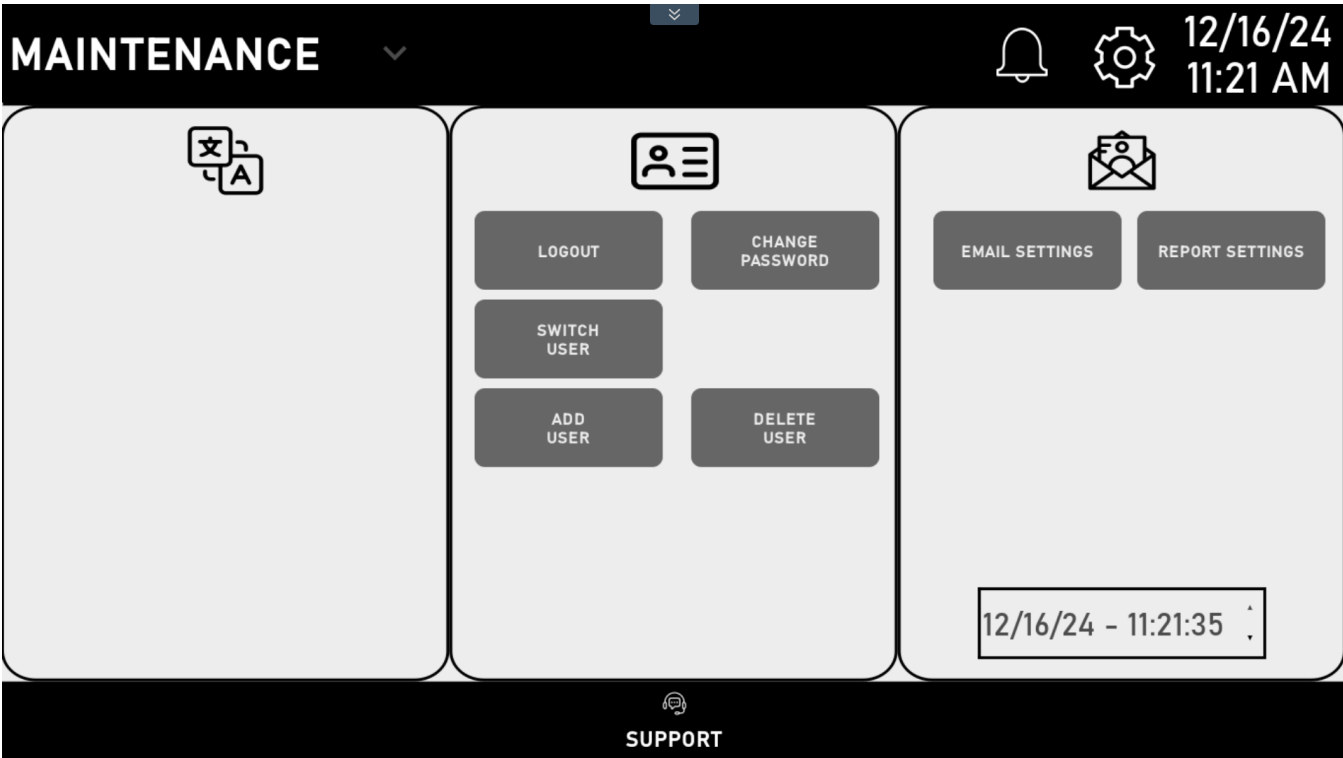 MAINTENANCE
12/16/24
11:21 AM
文
A
LOGOUT
CHANGE
PASSWORD
SWITCH
USER
ADD
USER
DELETE
USER
EMAIL SETTINGS
REPORT SETTINGS
12/16/24 - 11:21:35
SUPPORT